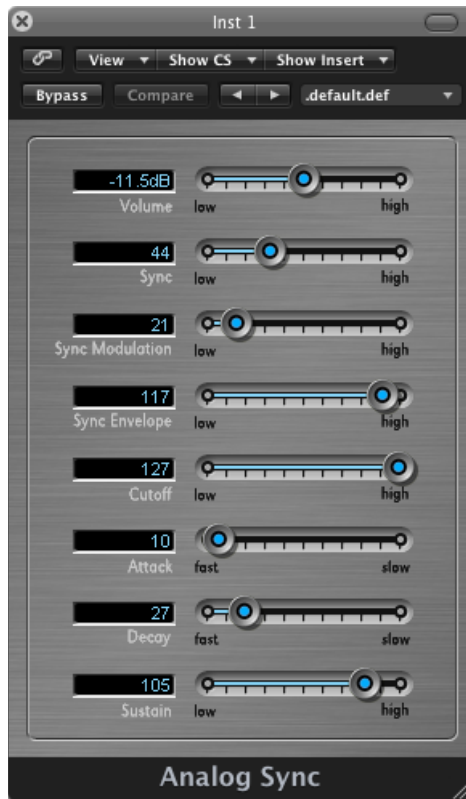 Inst 1
View Show CS Show Insert
Bypass Compare .default.def
-11.5dB
Volume low high
44
Sync low high
21
Sync Modulation low high
117
Sync Envelope low high
127
Cutoff low high
10
Attack fast slow
27
Decay fast slow
105
Sustain low high
Analog Sync